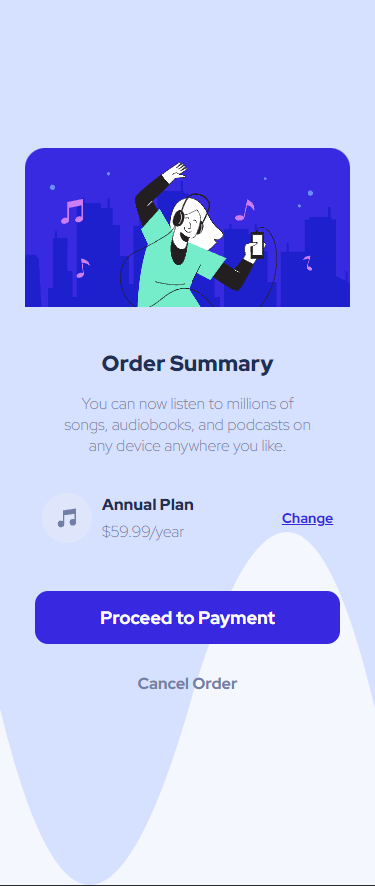 Order Summary
You can now listen to millions of
songs, audiobooks, and podcasts on
any device anywhere you like.
Annual Plan
$59.99/year
Change
Proceed to Payment
Cancel Order